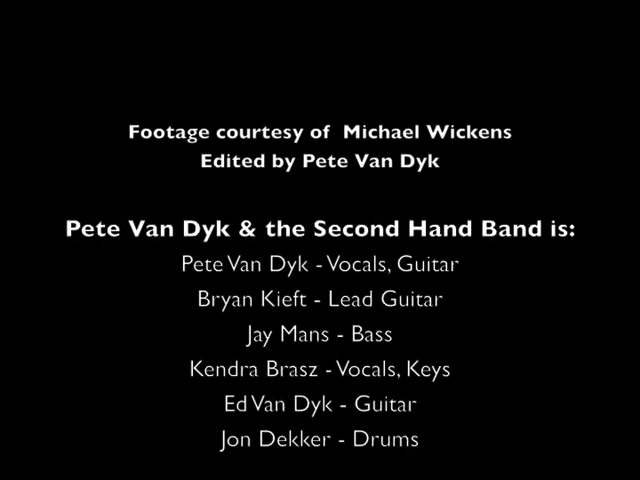 Footage courtesy of Michael Wickens
Edited by Pete Van Dyk
Pete Van Dyk & the Second Hand Band is:
Pete Van Dyk - Vocals, Guitar
Bryan Kieft - Lead Guitar
Jay Mans - Bass
Kendra Brasz - Vocals, Keys
Ed Van Dyk - Guitar
Jon Dekker - Drums